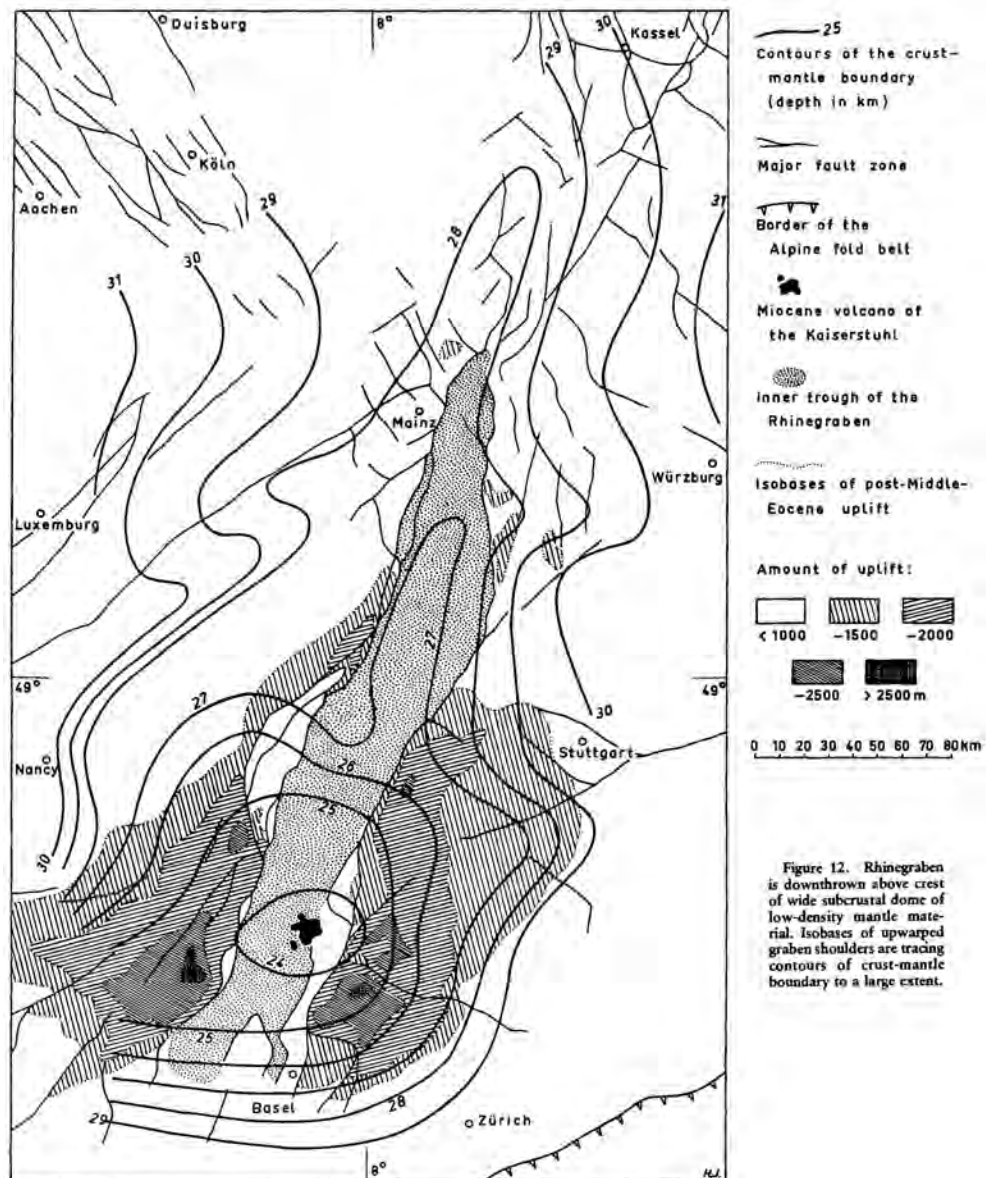 Duisburg
8°
30
Kassel
29
Köln
Aachen
29
28
31
30
31
Mainz
Würzburg
Luxemburg
27
49°
49°
27
30
Stuttgart
Nancy
26
25
30
24
25
Basel
28
29
Zürich
8°
25
Contours of the crust-
mantle boundary
(depth in km)
Major fault zone
Border of the
Alpine fold belt
Miocene volcano of
the Kaiserstuhl
Inner trough of the
Rhinegraben
Isobases of post-Middle-
Eocene uplift
Amount of uplift:
< 1000 −1500 −2000
−2500 > 2500 m
0 10 20 30 40 50 60 80 km
Figure 12. Rhinegraben
is downthrown above crest
of wide subcrustal dome of
low-density mantle mate-
rial. Isobases of upwarped
graben shoulders are tracing
contours of crust-mantle
boundary to a large extent.